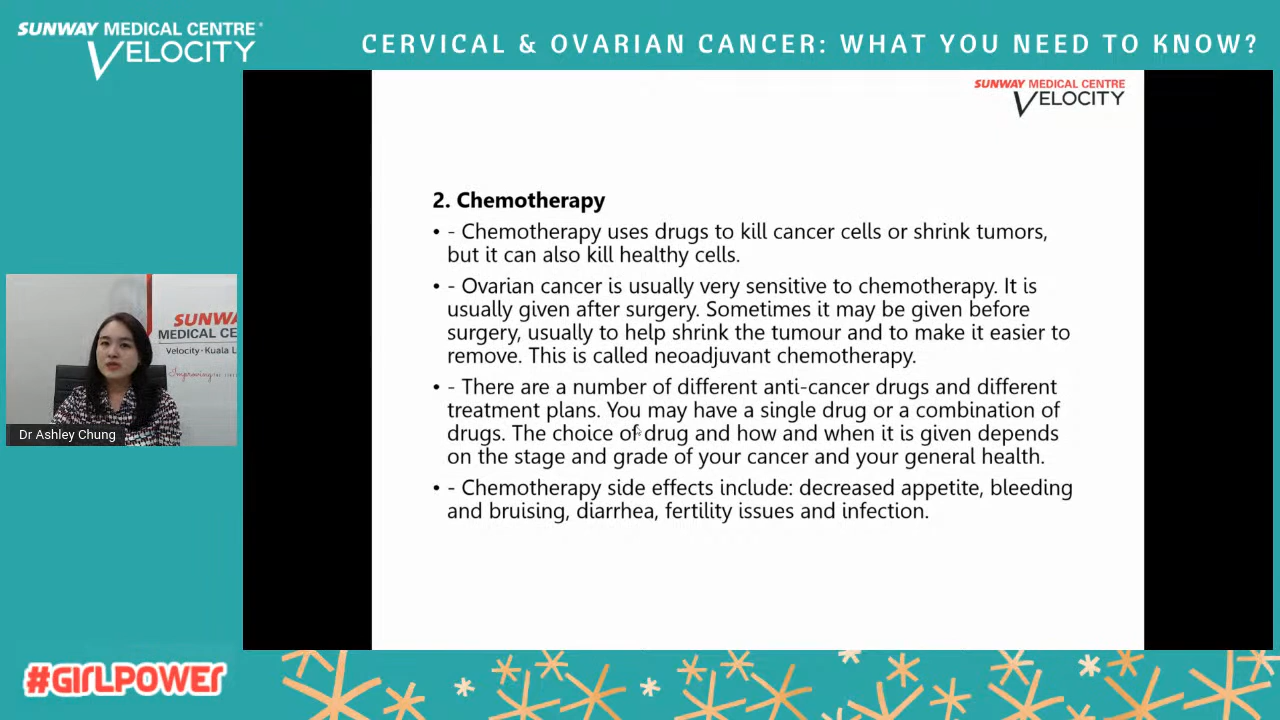 SUNWAY MEDICAL CENTRE
VELOCITY
CERVICAL & OVARIAN CANCER: WHAT YOU NEED TO KNOW?
SUNWAY MEDICAL CENTRE
VELOCITY
2. Chemotherapy
• - Chemotherapy uses drugs to kill cancer cells or shrink tumors,
but it can also kill healthy cells.
• - Ovarian cancer is usually very sensitive to chemotherapy. It is
usually given after surgery. Sometimes it may be given before
surgery, usually to help shrink the tumour and to make it easier to
remove. This is called neoadjuvant chemotherapy.
• - There are a number of different anti-cancer drugs and different
treatment plans. You may have a single drug or a combination of
drugs. The choice of drug and how and when it is given depends
on the stage and grade of your cancer and your general health.
• - Chemotherapy side effects include: decreased appetite, bleeding
and bruising, diarrhea, fertility issues and infection.
SUNWA
MEDICAL CE
Velocity · Kuala L
Improving
Dr Ashley Chung
#GIRLPOWER